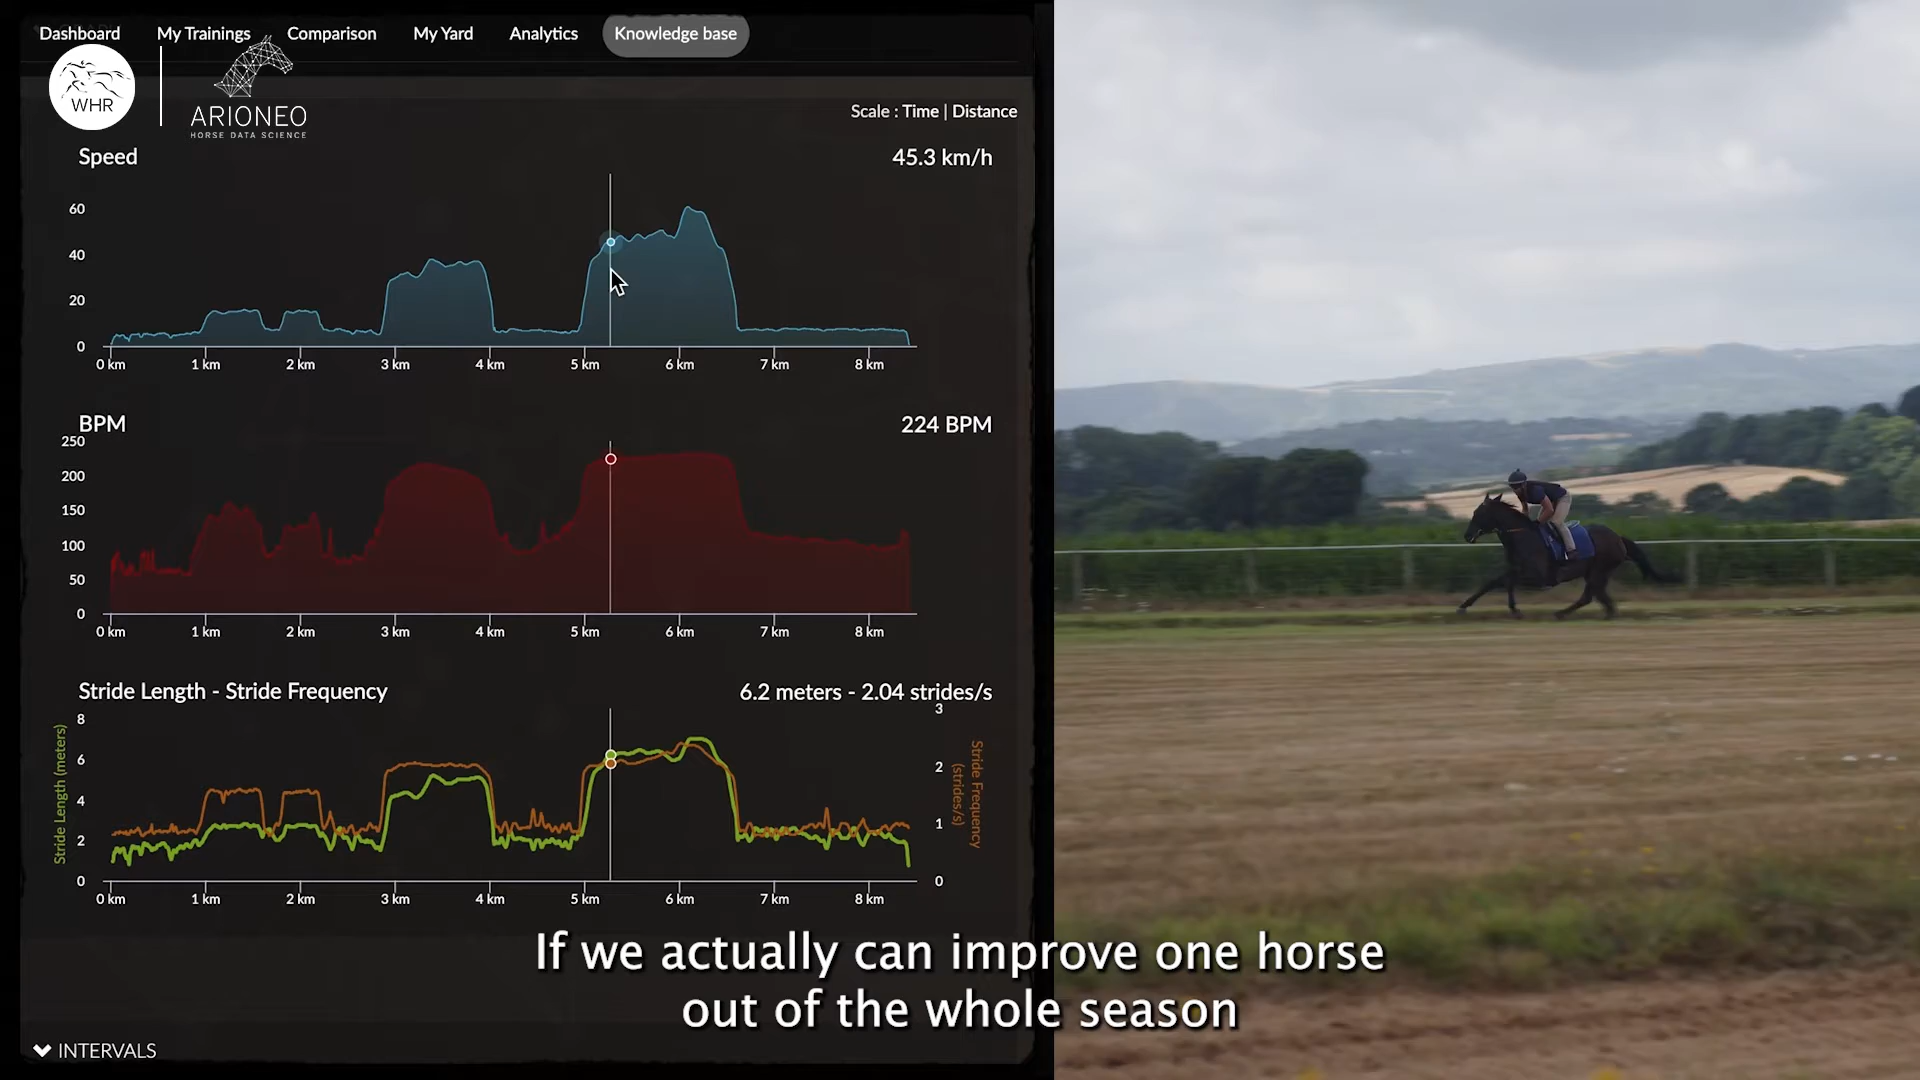 Dashboard My Trainings Comparison My Yard Analytics Knowledge base
WHR
ARIONEO
HORSE DATA SCIENCE
Scale : Time | Distance
Speed 45.3 km/h
60
40
20
0
0 km 1 km 2 km 3 km 4 km 5 km 6 km 7 km 8 km
BPM 224 BPM
250
200
150
100
50
0
0 km 1 km 2 km 3 km 4 km 5 km 6 km 7 km 8 km
Stride Length - Stride Frequency 6.2 meters - 2.04 strides/s
Stride Length (meters)
8
6
4
2
0
3
2
1
0
Stride Frequency
(strides/s)
0 km 1 km 2 km 3 km 4 km 5 km 6 km 7 km 8 km
If we actually can improve one horse
out of the whole season
INTERVALS